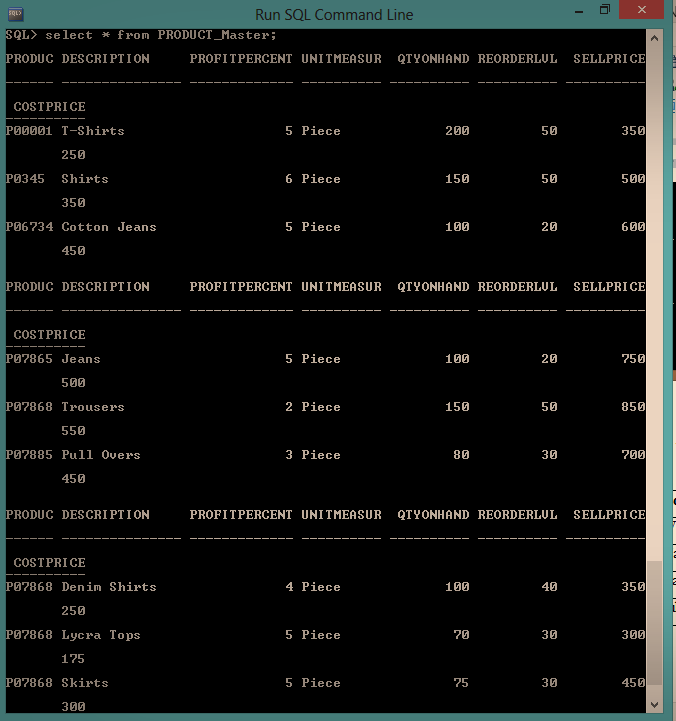 Run SQL Command Line
SQL> select * from PRODUCT_Master;
PRODUC DESCRIPTION     PROFITPERCENT UNITMEASUR  QTYONHAND REORDERLVL  SELLPRICE
------ --------------- ------------- ---------- ---------- ---------- ----------
 COSTPRICE
----------
P00001 T-Shirts                    5 Piece             200         50        350
       250
P0345  Shirts                      6 Piece             150         50        500
       350
P06734 Cotton Jeans                5 Piece             100         20        600
       450
PRODUC DESCRIPTION     PROFITPERCENT UNITMEASUR  QTYONHAND REORDERLVL  SELLPRICE
------ --------------- ------------- ---------- ---------- ---------- ----------
 COSTPRICE
----------
P07865 Jeans                       5 Piece             100         20        750
       500
P07868 Trousers                    2 Piece             150         50        850
       550
P07885 Pull Overs                  3 Piece              80         30        700
       450
PRODUC DESCRIPTION     PROFITPERCENT UNITMEASUR  QTYONHAND REORDERLVL  SELLPRICE
------ --------------- ------------- ---------- ---------- ---------- ----------
 COSTPRICE
----------
P07868 Denim Shirts                4 Piece             100         40        350
       250
P07868 Lycra Tops                  5 Piece              70         30        300
       175
P07868 Skirts                      5 Piece              75         30        450
       300